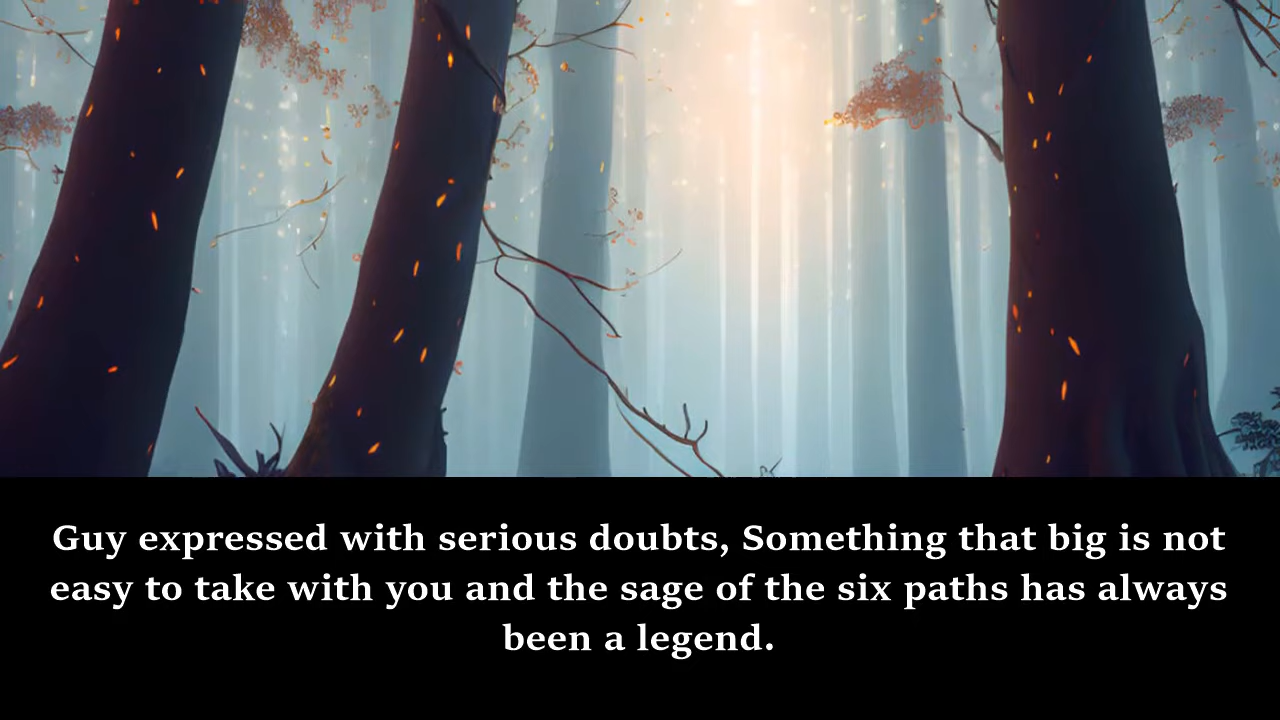 Guy expressed with serious doubts, Something that big is not
easy to take with you and the sage of the six paths has always
been a legend.